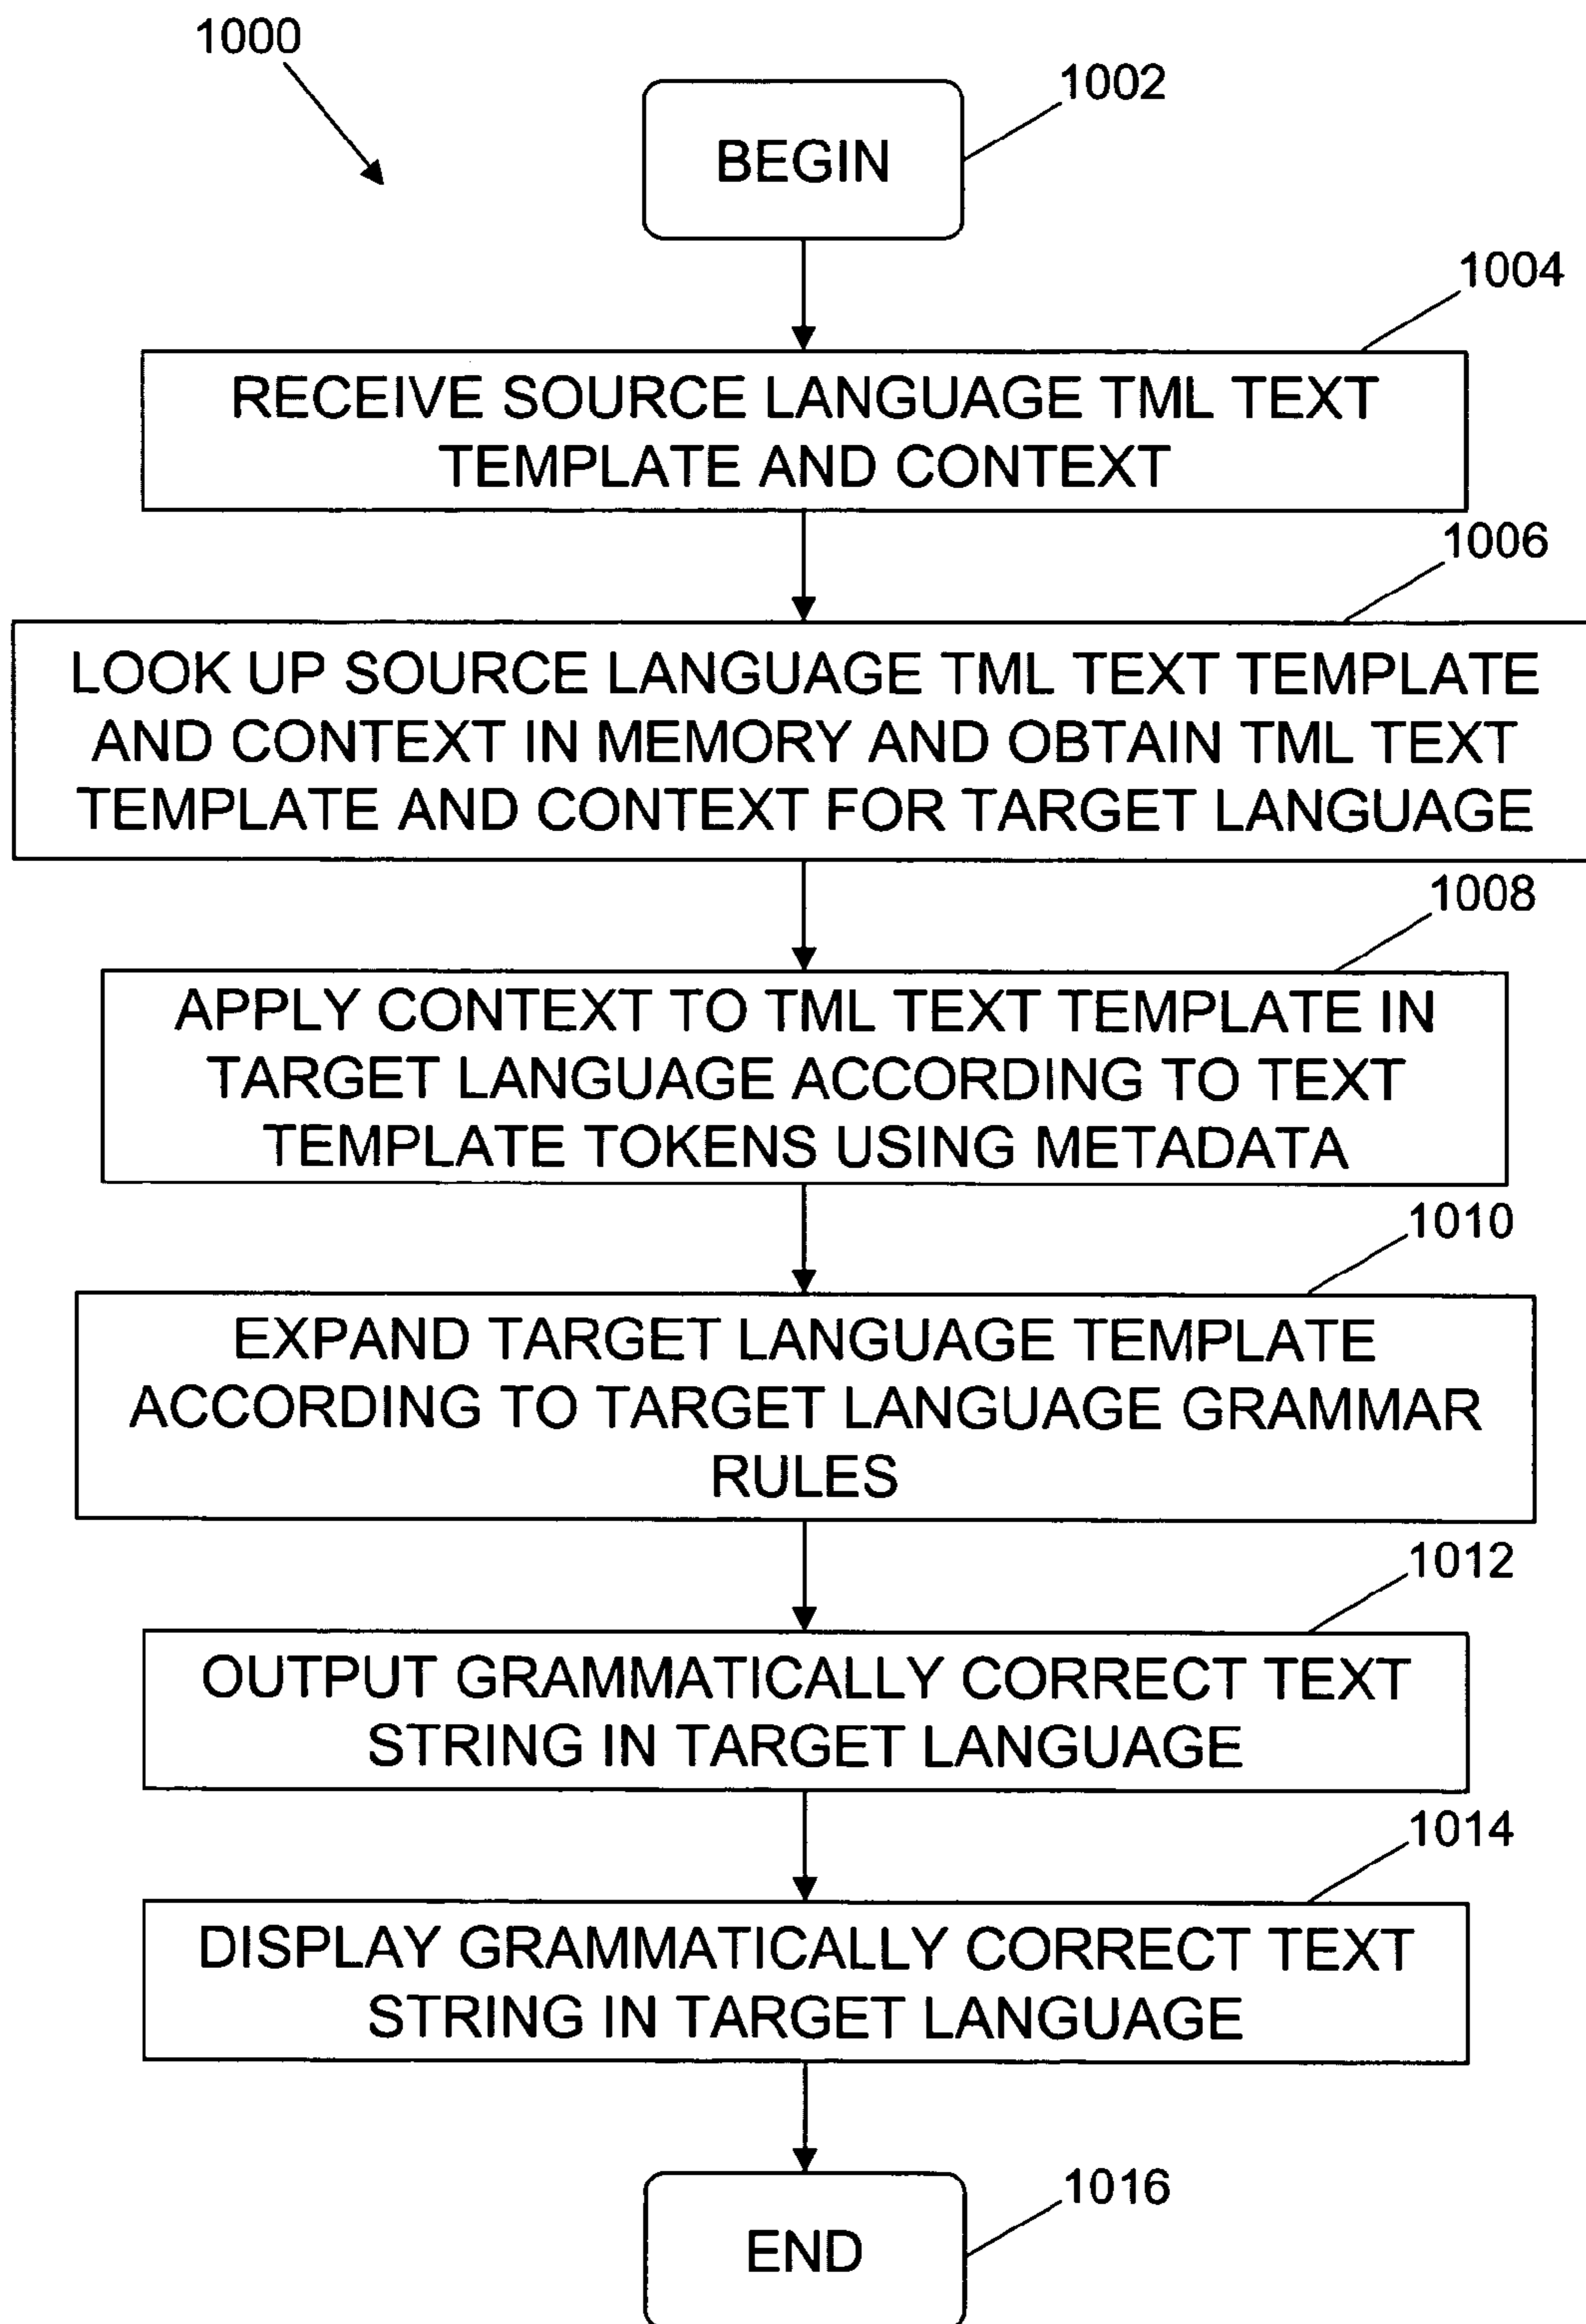 1000
1002
BEGIN
1004
RECEIVE SOURCE LANGUAGE TML TEXT
TEMPLATE AND CONTEXT
1006
LOOK UP SOURCE LANGUAGE TML TEXT TEMPLATE
AND CONTEXT IN MEMORY AND OBTAIN TML TEXT
TEMPLATE AND CONTEXT FOR TARGET LANGUAGE
1008
APPLY CONTEXT TO TML TEXT TEMPLATE IN
TARGET LANGUAGE ACCORDING TO TEXT
TEMPLATE TOKENS USING METADATA
1010
EXPAND TARGET LANGUAGE TEMPLATE
ACCORDING TO TARGET LANGUAGE GRAMMAR
RULES
1012
OUTPUT GRAMMATICALLY CORRECT TEXT
STRING IN TARGET LANGUAGE
1014
DISPLAY GRAMMATICALLY CORRECT TEXT
STRING IN TARGET LANGUAGE
1016
END